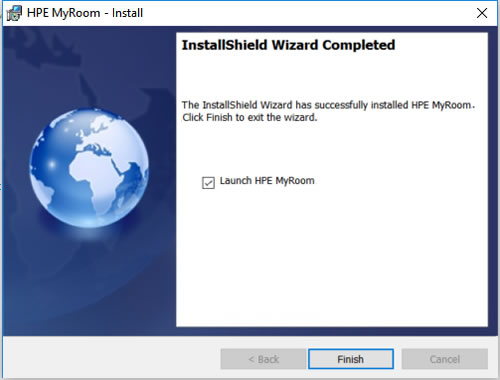 HPE MyRoom - Install
InstallShield Wizard Completed
The InstallShield Wizard has successfully installed HPE MyRoom.
Click Finish to exit the wizard.
Launch HPE MyRoom
< Back
Finish
Cancel